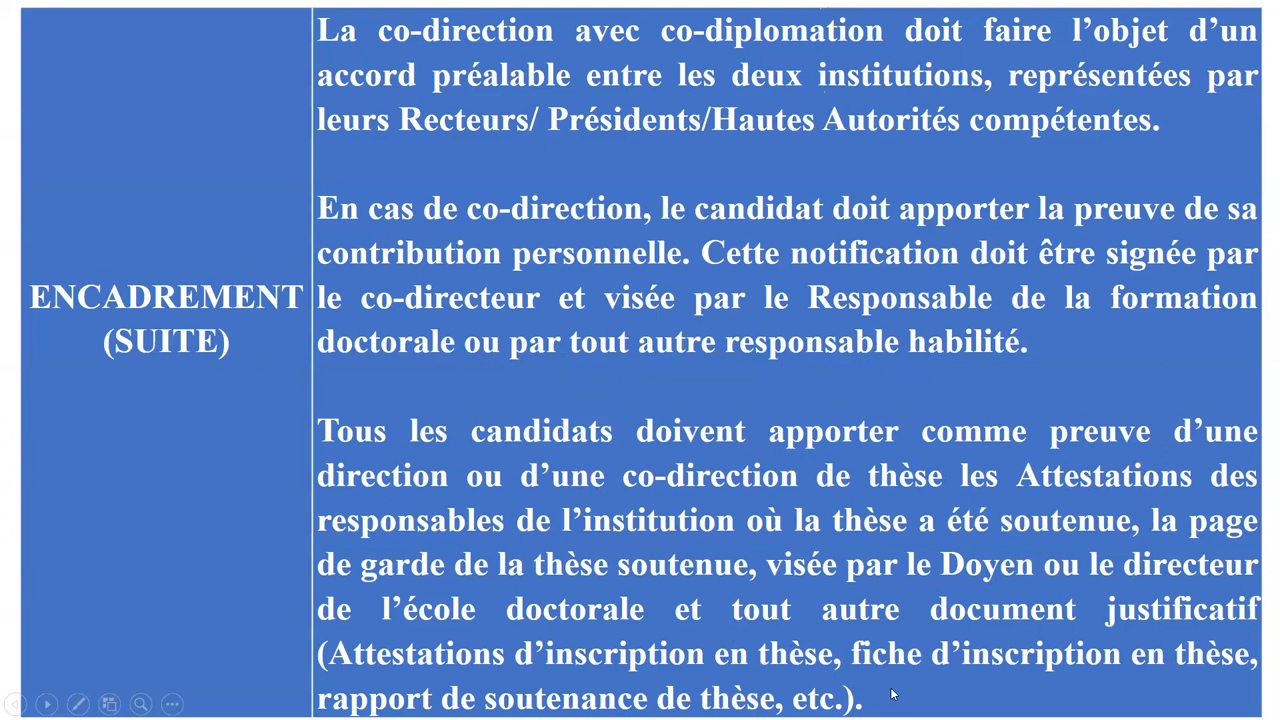 La co-direction avec co-diplomation doit faire l’objet d’un
accord préalable entre les deux institutions, représentées par
leurs Recteurs/ Présidents/Hautes Autorités compétentes.
En cas de co-direction, le candidat doit apporter la preuve de sa
contribution personnelle. Cette notification doit être signée par
ENCADREMENT
(SUITE)
le co-directeur et visée par le Responsable de la formation
doctorale ou par tout autre responsable habilité.
Tous les candidats doivent apporter comme preuve d’une
direction ou d’une co-direction de thèse les Attestations des
responsables de l’institution où la thèse a été soutenue, la page
de garde de la thèse soutenue, visée par le Doyen ou le directeur
de l’école doctorale et tout autre document justificatif
(Attestations d’inscription en thèse, fiche d’inscription en thèse,
rapport de soutenance de thèse, etc.).